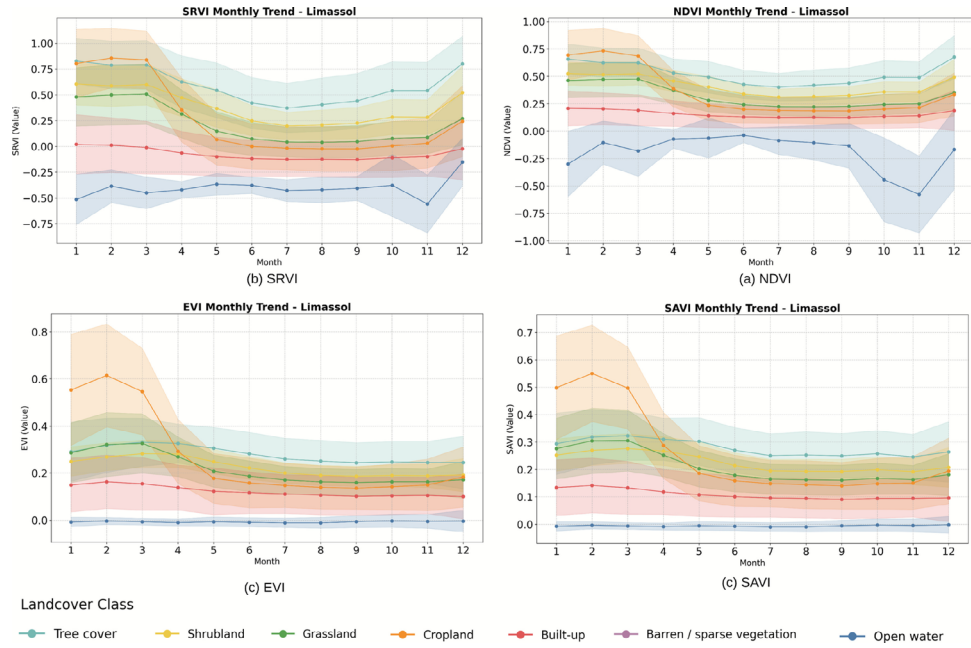 SRVI Monthly Trend - Limassol
1.00
0.75
0.50
0.25
0.00
−0.25
−0.50
−0.75
SRVI (Value)
1 2 3 4 5 6 7 8 9 10 11 12
Month
(b) SRVI
NDVI Monthly Trend - Limassol
1.00
0.75
0.50
0.25
0.00
−0.25
−0.50
−0.75
−1.00
NDVI (Value)
1 2 3 4 5 6 7 8 9 10 11 12
Month
(a) NDVI
EVI Monthly Trend - Limassol
0.8
0.6
0.4
0.2
0.0
EVI (Value)
1 2 3 4 5 6 7 8 9 10 11 12
Month
(c) EVI
SAVI Monthly Trend - Limassol
0.7
0.6
0.5
0.4
0.3
0.2
0.1
0.0
SAVI (Value)
1 2 3 4 5 6 7 8 9 10 11 12
Month
(c) SAVI
Landcover Class
Tree cover Shrubland Grassland Cropland Built-up Barren / sparse vegetation Open water